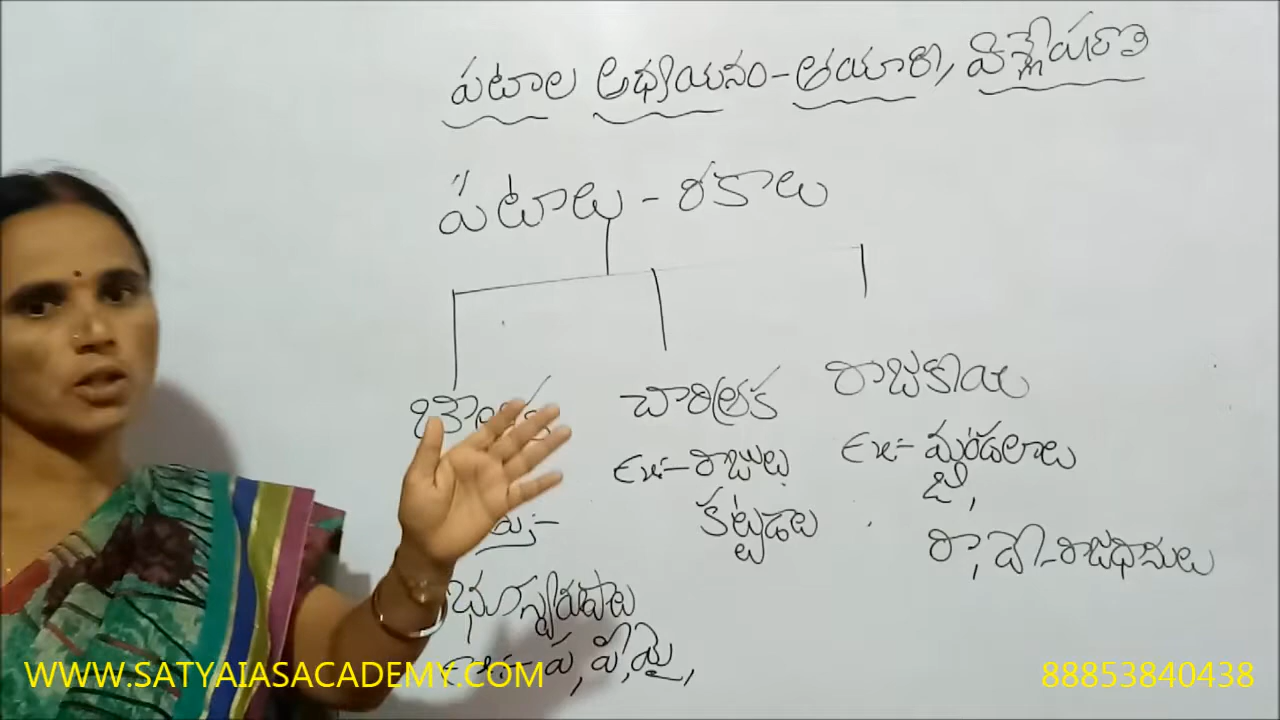 పటాల అధ్యయనం - తయారి, విశ్లేషణ
పటాలు - రకాలు
చారిత్రక
రాజకీయ
Ex:- రాజులు
కట్టడాలు
Ex:- మండలాలు
జి,
రా, దే - రాజధానులు
భూస్వరూపాలు
ప, పీ, మై,
WWW.SATYAIASACADEMY.COM
88853840438